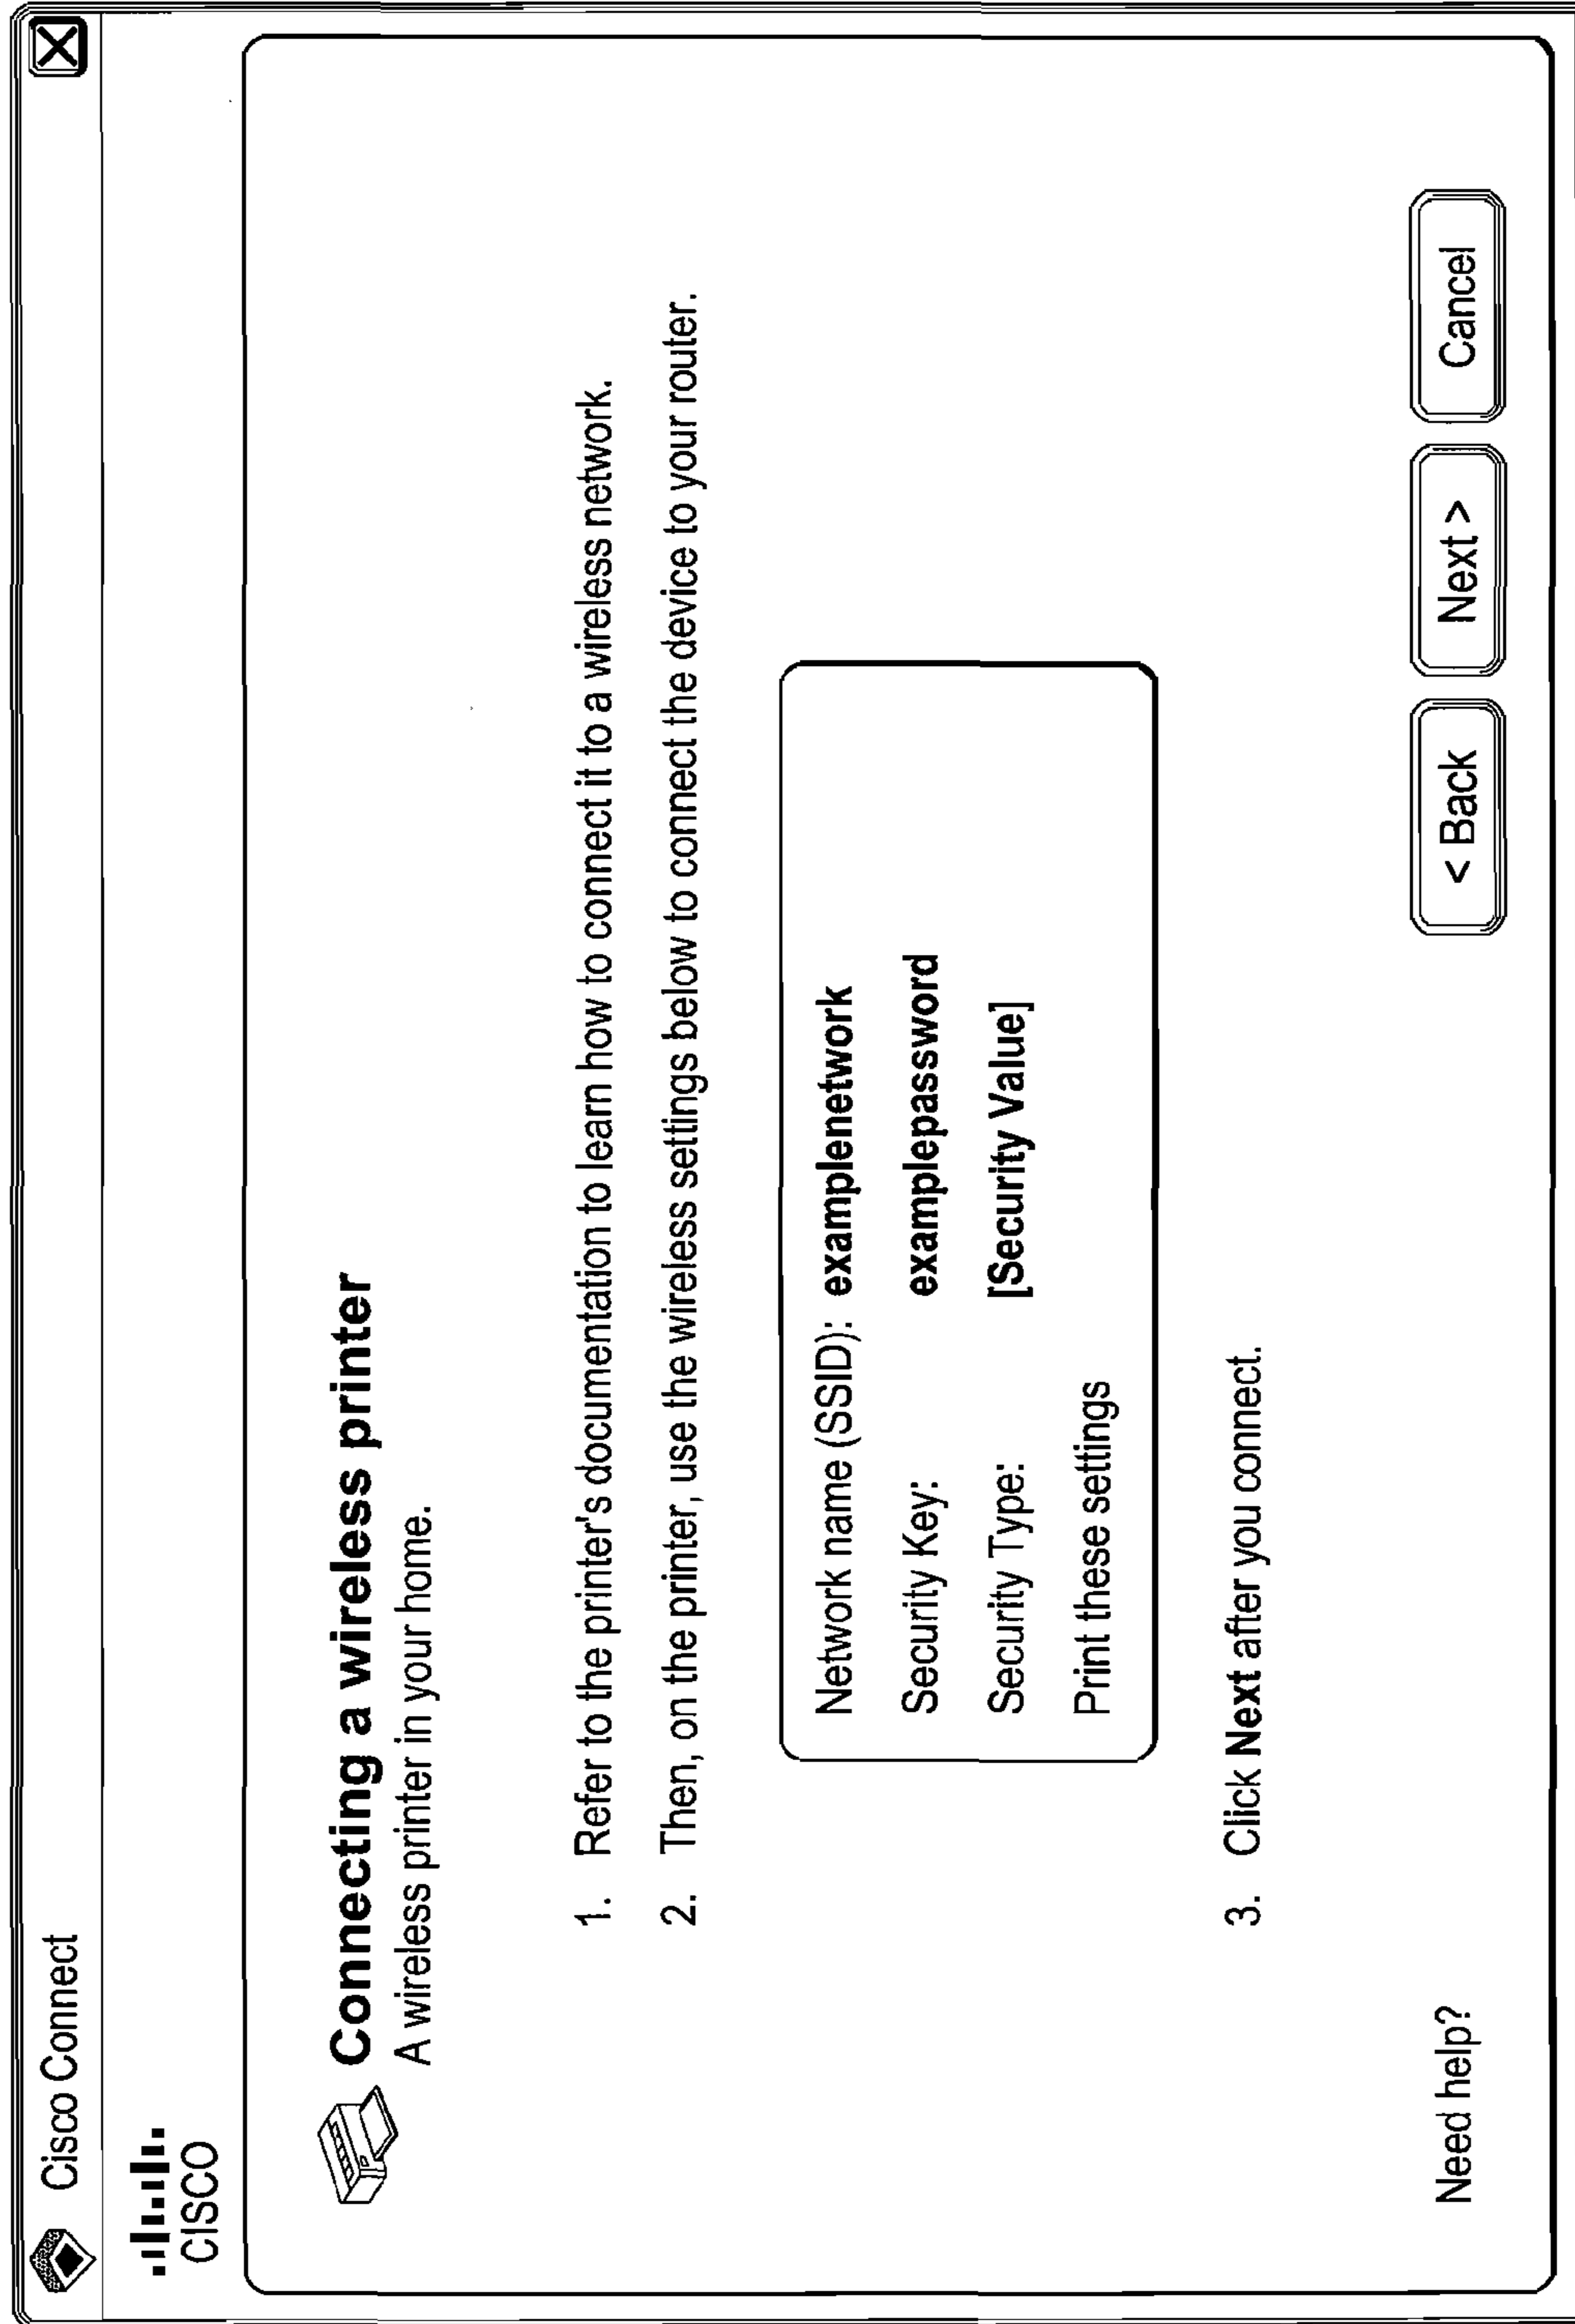 Cisco Connect
CISCO
Connecting a wireless printer
A wireless printer in your home.
1. Refer to the printer's documentation to learn how to connect it to a wireless network.
2. Then, on the printer, use the wireless settings below to connect the device to your router.
Network name (SSID): examplenetwork
Security Key: examplepassword
Security Type: [Security Value]
Print these settings
3. Click Next after you connect.
Need help?
< Back
Next >
Cancel